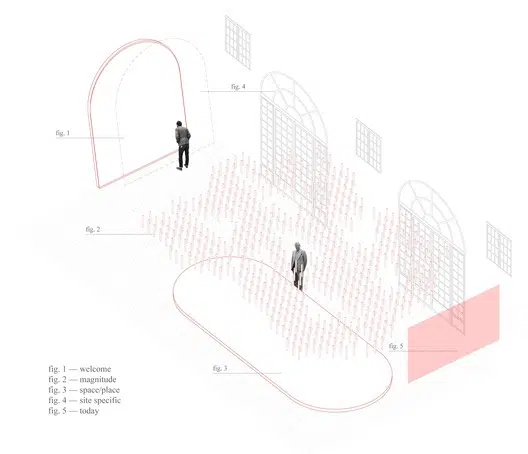 fig. 4
fig. 1
fig. 2
fig. 5
fig. 3
fig. 1 — welcome
fig. 2 — magnitude
fig. 3 — space/place
fig. 4 — site specific
fig. 5 — today